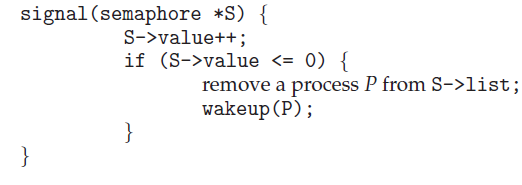 signal(semaphore *S) {
S->value++;
if (S->value <= 0) {
remove a process P from S->list;
wakeup(P);
}
}